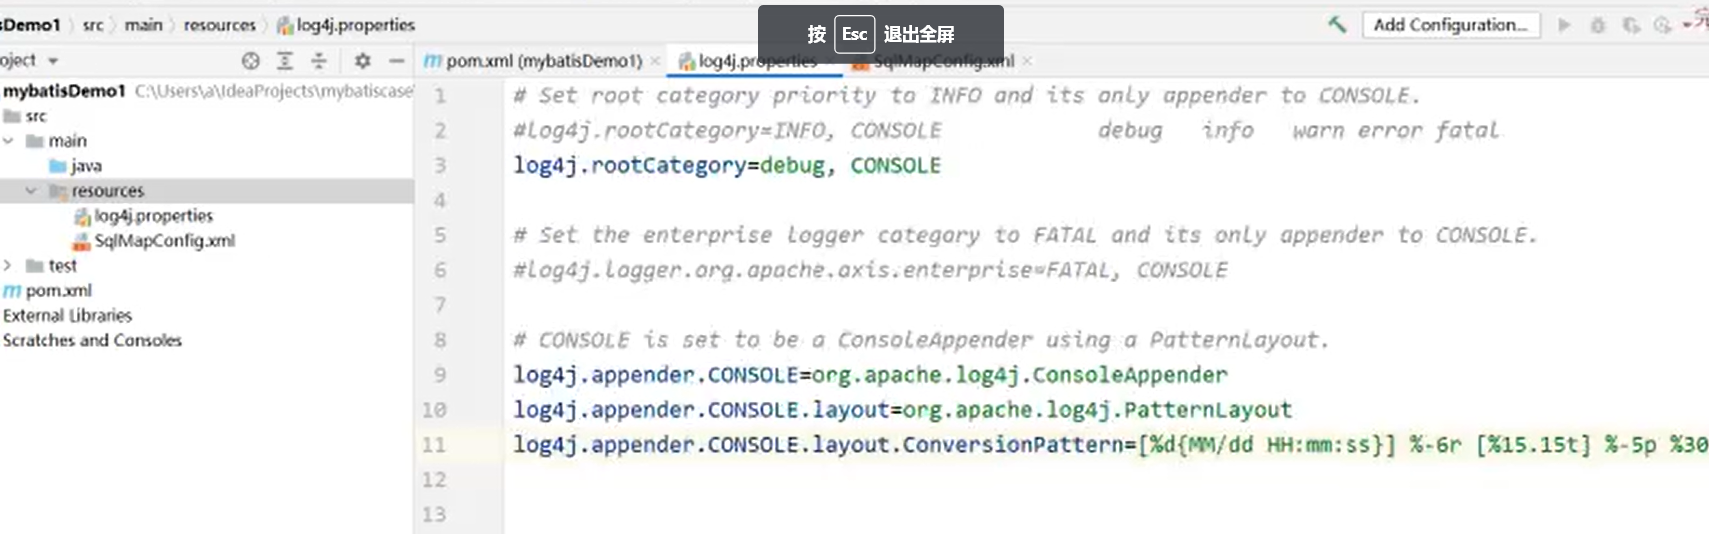 sDemo1 src main resources log4j.properties
按 Esc 退出全屏
Add Configuration...
oject
pom.xml (mybatisDemo1) log4j.properties SqlMapConfig.xml
mybatisDemo1 C:\Users\a\IdeaProjects\mybatiscase
src
main
java
resources
log4j.properties
SqlMapConfig.xml
test
pom.xml
External Libraries
Scratches and Consoles
1 # Set root category priority to INFO and its only appender to CONSOLE.
2 #log4j.rootCategory=INFO, CONSOLE debug info warn error fatal
3 log4j.rootCategory=debug, CONSOLE
4
5 # Set the enterprise logger category to FATAL and its only appender to CONSOLE.
6 #log4j.logger.org.apache.axis.enterprise=FATAL, CONSOLE
7
8 # CONSOLE is set to be a ConsoleAppender using a PatternLayout.
9 log4j.appender.CONSOLE=org.apache.log4j.ConsoleAppender
10 log4j.appender.CONSOLE.layout=org.apache.log4j.PatternLayout
11 log4j.appender.CONSOLE.layout.ConversionPattern=[%d{MM/dd HH:mm:ss}] %-6r [%15.15t] %-5p %30
12
13